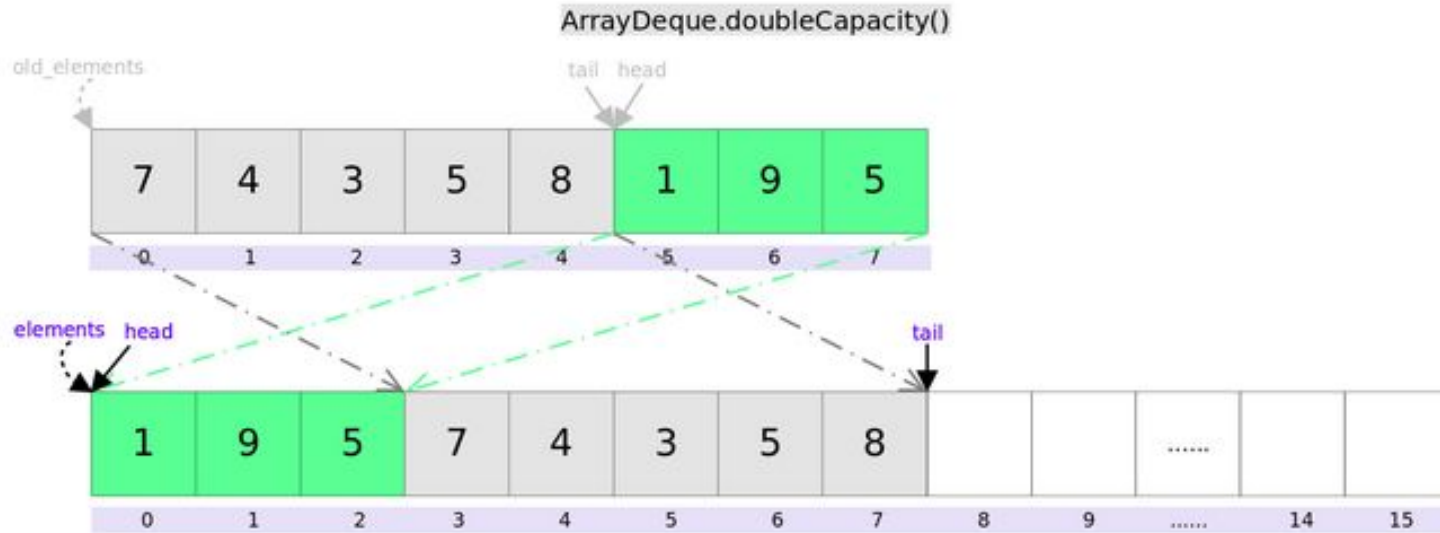 ArrayDeque.doubleCapacity()
old_elements tail head
7 4 3 5 8 1 9 5
0 1 2 3 4 5 6 7
elements head tail
1 9 5 7 4 3 5 8 ......
0 1 2 3 4 5 6 7 8 9 ...... 14 15